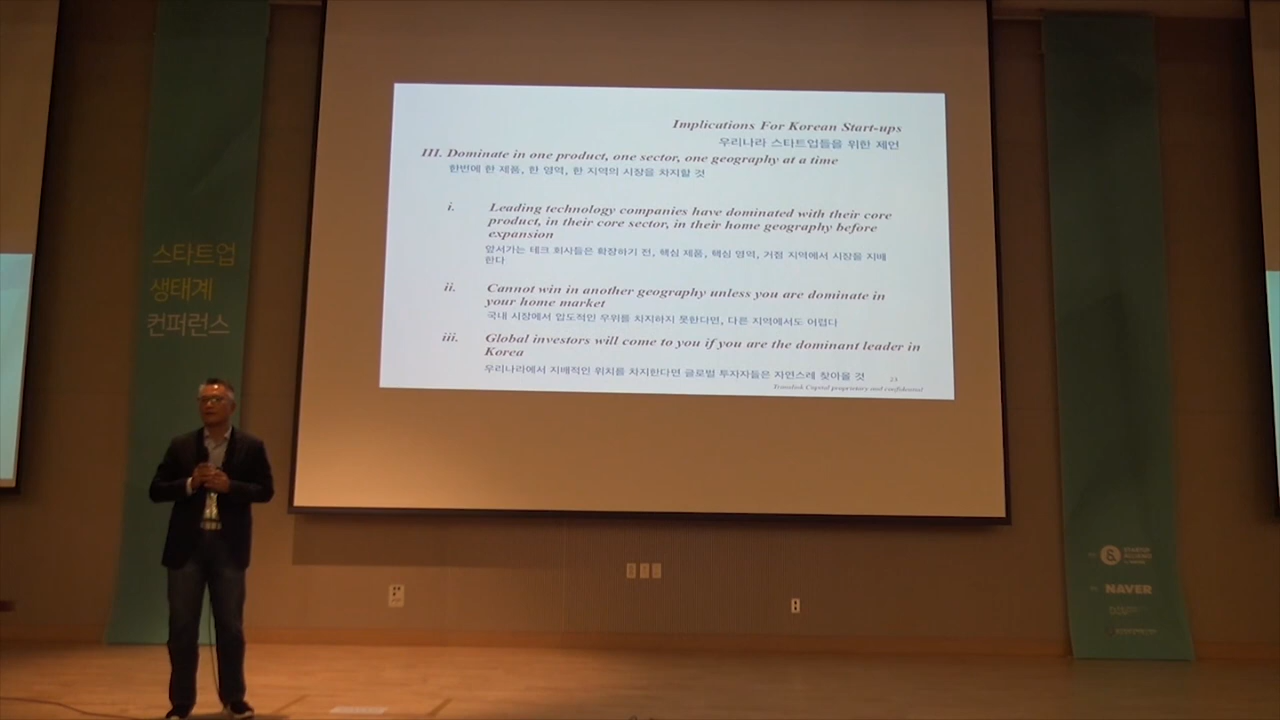 Implications For Korean Start-ups
우리나라 스타트업들을 위한 제언
III. Dominate in one product, one sector, one geography at a time
한번에 한 제품, 한 영역, 한 지역의 시장을 차지할 것
i. Leading technology companies have dominated with their core
product, in their core sector, in their home geography before
expansion
앞서가는 테크 회사들은 확장하기 전, 핵심 제품, 핵심 영역, 거점 지역에서 시장을 지배
한다
ii. Cannot win in another geography unless you are dominate in
your home market
국내 시장에서 압도적인 우위를 차지하지 못한다면, 다른 지역에서도 어렵다
iii. Global investors will come to you if you are the dominant leader in
Korea
우리나라에서 지배적인 위치를 차지한다면 글로벌 투자자들은 자연스레 찾아올 것
23
Translink Capital proprietary and confidential
스타트업
생태계
컨퍼런스
&
STARTUP
ALLIANCE
NAVER